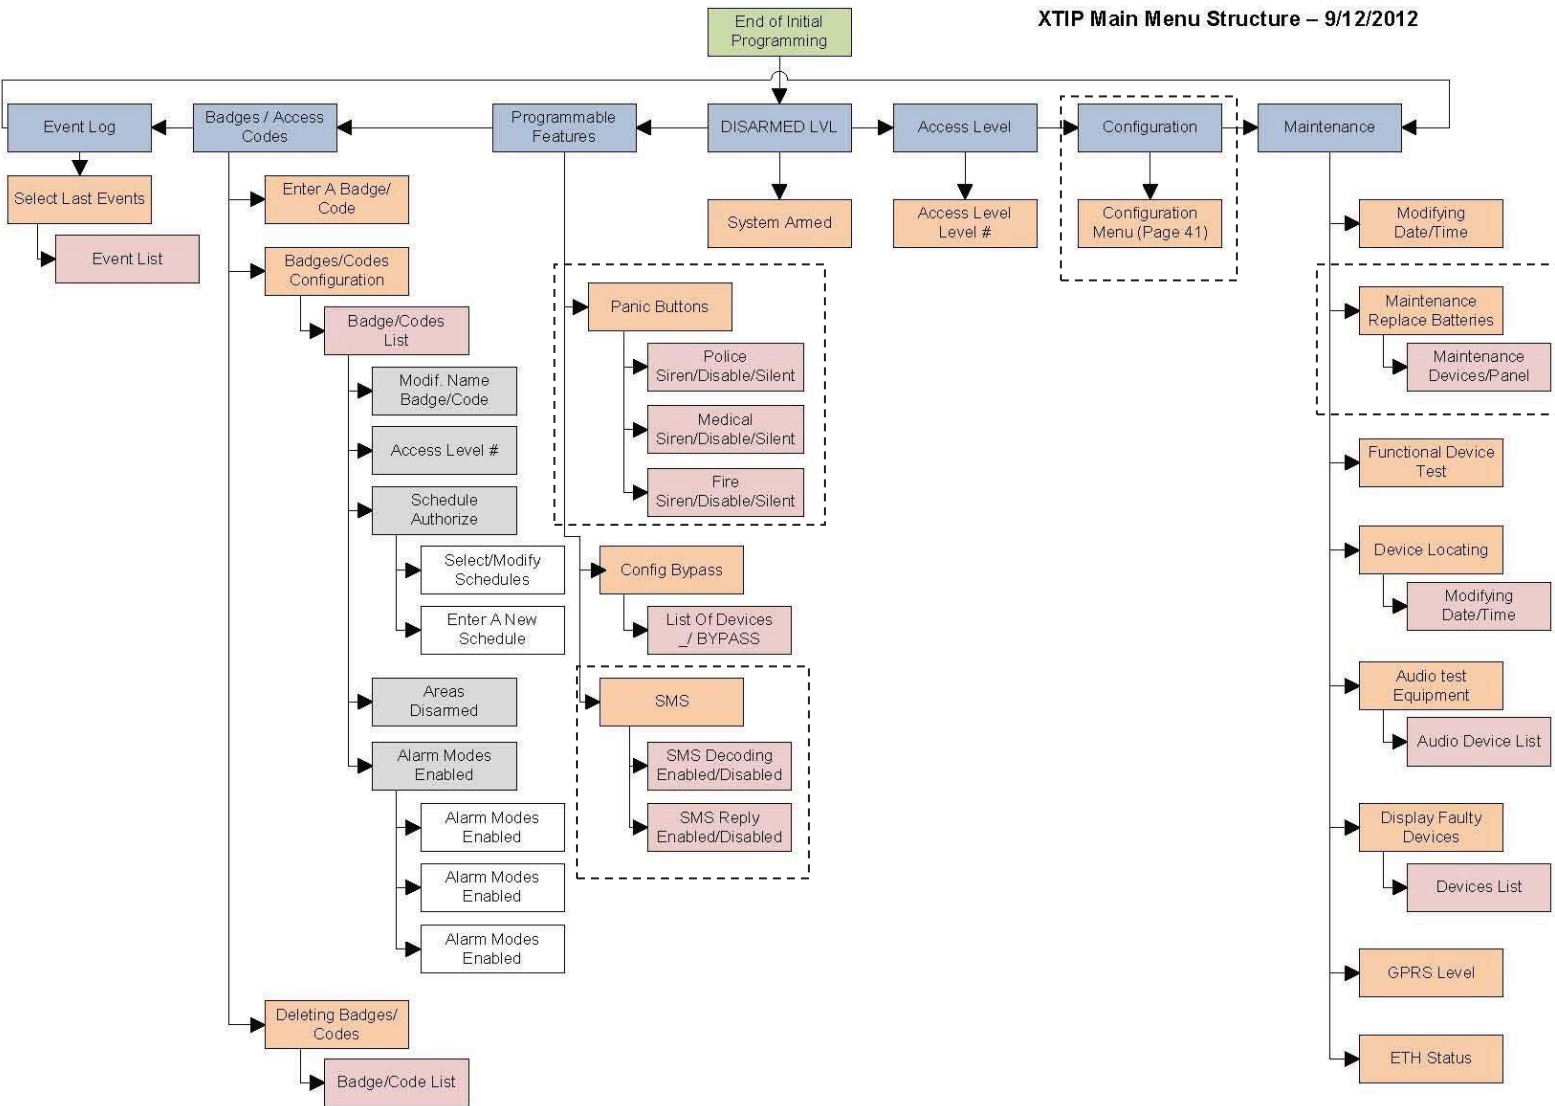 XTIP Main Menu Structure – 9/12/2012
End of Initial
Programming
Event Log
Badges / Access
Codes
Programmable
Features
DISARMED LVL
Access Level
Configuration
Maintenance
Select Last Events
Event List
Enter A Badge/
Code
Badges/Codes
Configuration
Badge/Codes
List
Modif. Name
Badge/Code
Access Level #
Schedule
Authorize
Select/Modify
Schedules
Enter A New
Schedule
Areas
Disarmed
Alarm Modes
Enabled
Alarm Modes
Enabled
Alarm Modes
Enabled
Alarm Modes
Enabled
Deleting Badges/
Codes
Badge/Code List
Panic Buttons
Police
Siren/Disable/Silent
Medical
Siren/Disable/Silent
Fire
Siren/Disable/Silent
Config Bypass
List Of Devices
_/ BYPASS
SMS
SMS Decoding
Enabled/Disabled
SMS Reply
Enabled/Disabled
System Armed
Access Level
Level #
Configuration
Menu (Page 41)
Modifying
Date/Time
Maintenance
Replace Batteries
Maintenance
Devices/Panel
Functional Device
Test
Device Locating
Modifying
Date/Time
Audio test
Equipment
Audio Device List
Display Faulty
Devices
Devices List
GPRS Level
ETH Status